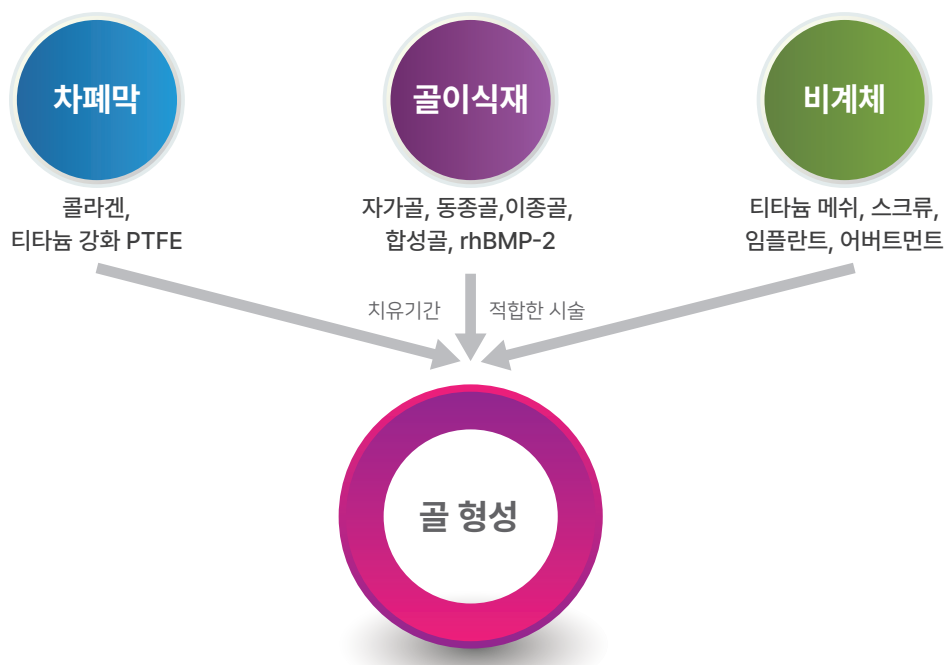 차폐막
골이식재
비계체
콜라겐,
티타늄 강화 PTFE
자가골, 동종골,이종골,
합성골, rhBMP-2
티타늄 메쉬, 스크류,
임플란트, 어버트먼트
치유기간
적합한 시술
골 형성